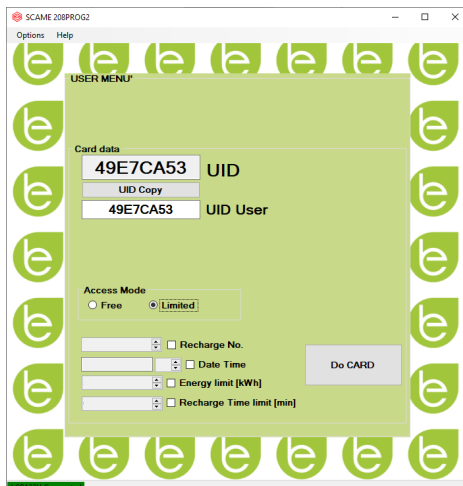 SCAME 208PROG2
Options Help
USER MENU'
Card data
49E7CA53 UID
UID Copy
49E7CA53 UID User
Access Mode
Free Limited
Recharge No.
Date Time
Do CARD
Energy limit [kWh]
Recharge Time limit [min]